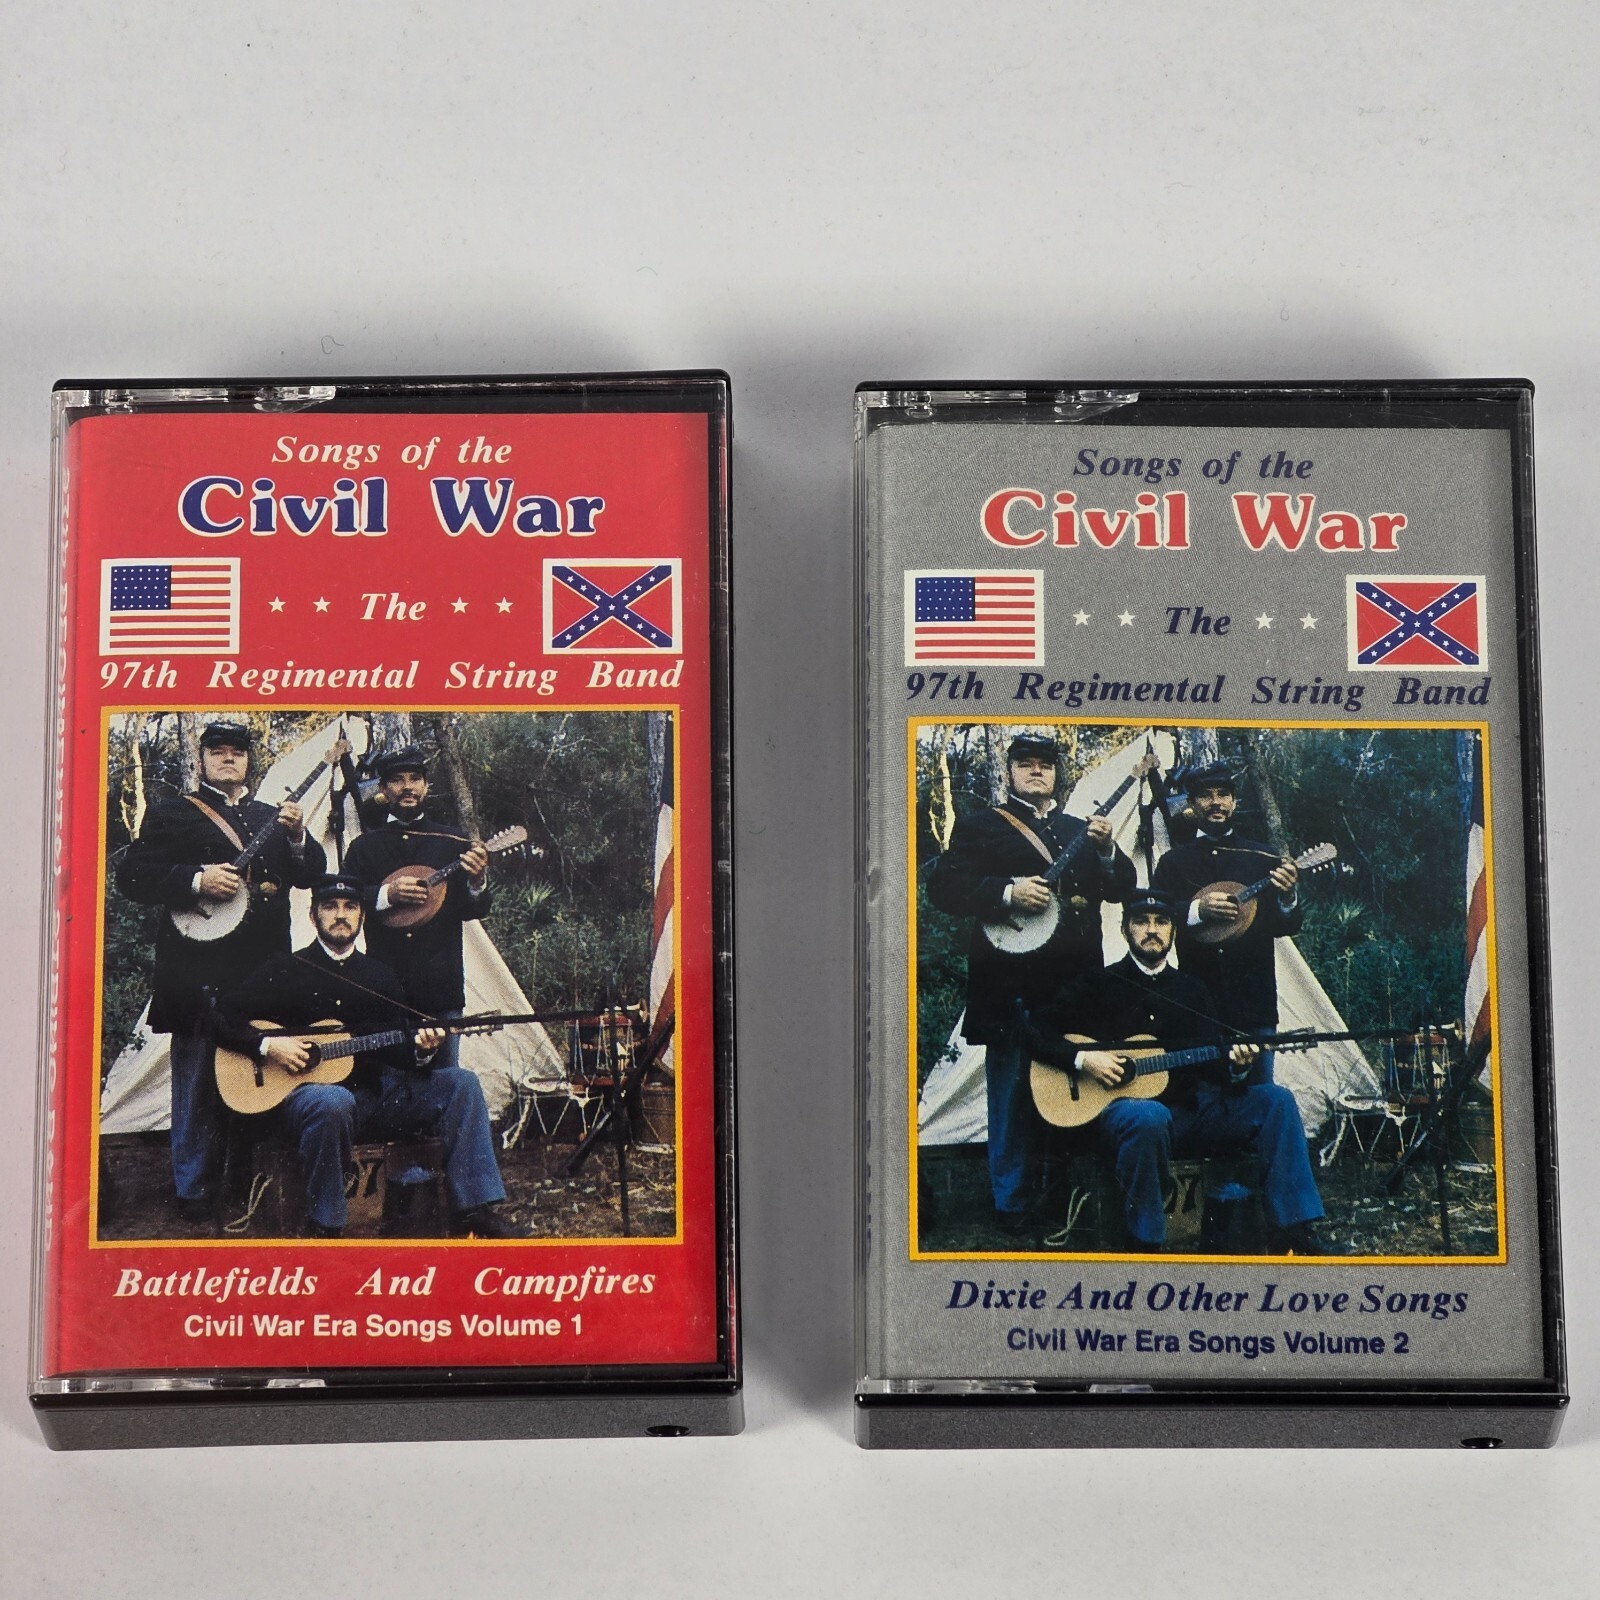 Songs of the
Civil War
The
97th Regimental String Band
97
Battlefields And Campfires
Civil War Era Songs Volume 1
Songs of the
Civil War
The
97th Regimental String Band
97
Dixie And Other Love Songs
Civil War Era Songs Volume 2